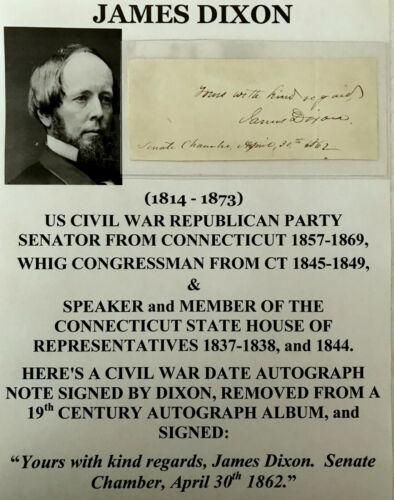 JAMES DIXON
Yours with kind regards,
James Dixon.
Senate Chamber, April, 30th 1862
(1814 - 1873)
US CIVIL WAR REPUBLICAN PARTY
SENATOR FROM CONNECTICUT 1857-1869,
WHIG CONGRESSMAN FROM CT 1845-1849,
&
SPEAKER and MEMBER OF THE
CONNECTICUT STATE HOUSE OF
REPRESENTATIVES 1837-1838, and 1844.
HERE'S A CIVIL WAR DATE AUTOGRAPH
NOTE SIGNED BY DIXON, REMOVED FROM A
19th CENTURY AUTOGRAPH ALBUM, and
SIGNED:
“Yours with kind regards, James Dixon. Senate
Chamber, April 30th 1862.”